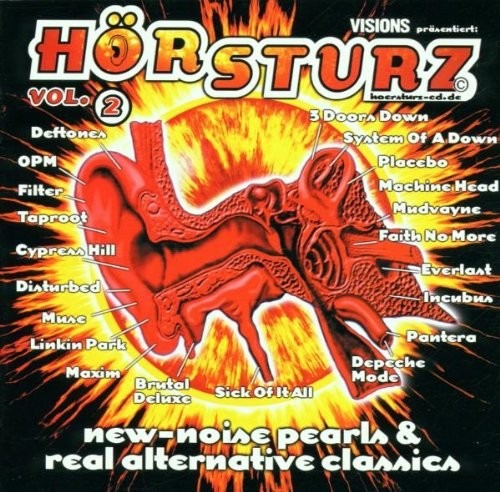 VISIONS präsentiert:
HÖRSTURZ
©
hoersturz-cd.de
VOL. 2
Deftones
OPM
Filter
Taproot
Cypress Hill
Disturbed
Muse
Linkin Park
Maxim
Brutal
Deluxe
Sick Of It All
3 Doors Down
System Of A Down
Placebo
Machine Head
Mudvayne
Faith No More
Everlast
Incubus
Pantera
Depeche
Mode
new-noise pearls &
real alternative classics